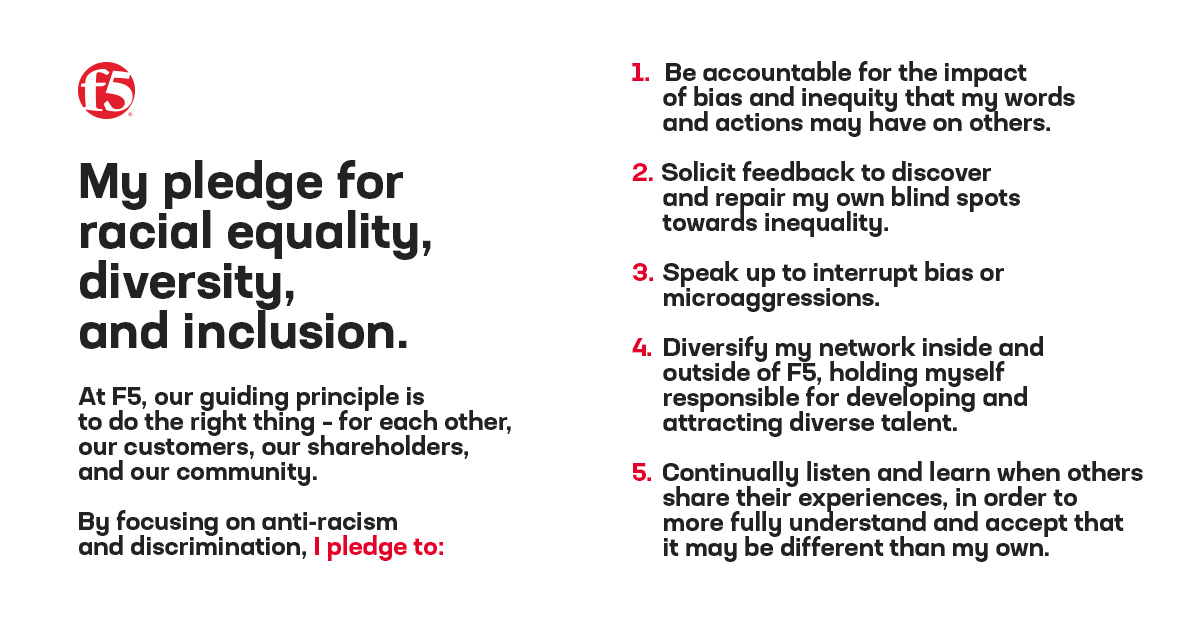 f5
My pledge for
racial equality,
diversity,
and inclusion.
At F5, our guiding principle is
to do the right thing – for each other,
our customers, our shareholders,
and our community.
By focusing on anti-racism
and discrimination, I pledge to:
1. Be accountable for the impact
of bias and inequity that my words
and actions may have on others.
2. Solicit feedback to discover
and repair my own blind spots
towards inequality.
3. Speak up to interrupt bias or
microaggressions.
4. Diversify my network inside and
outside of F5, holding myself
responsible for developing and
attracting diverse talent.
5. Continually listen and learn when others
share their experiences, in order to
more fully understand and accept that
it may be different than my own.